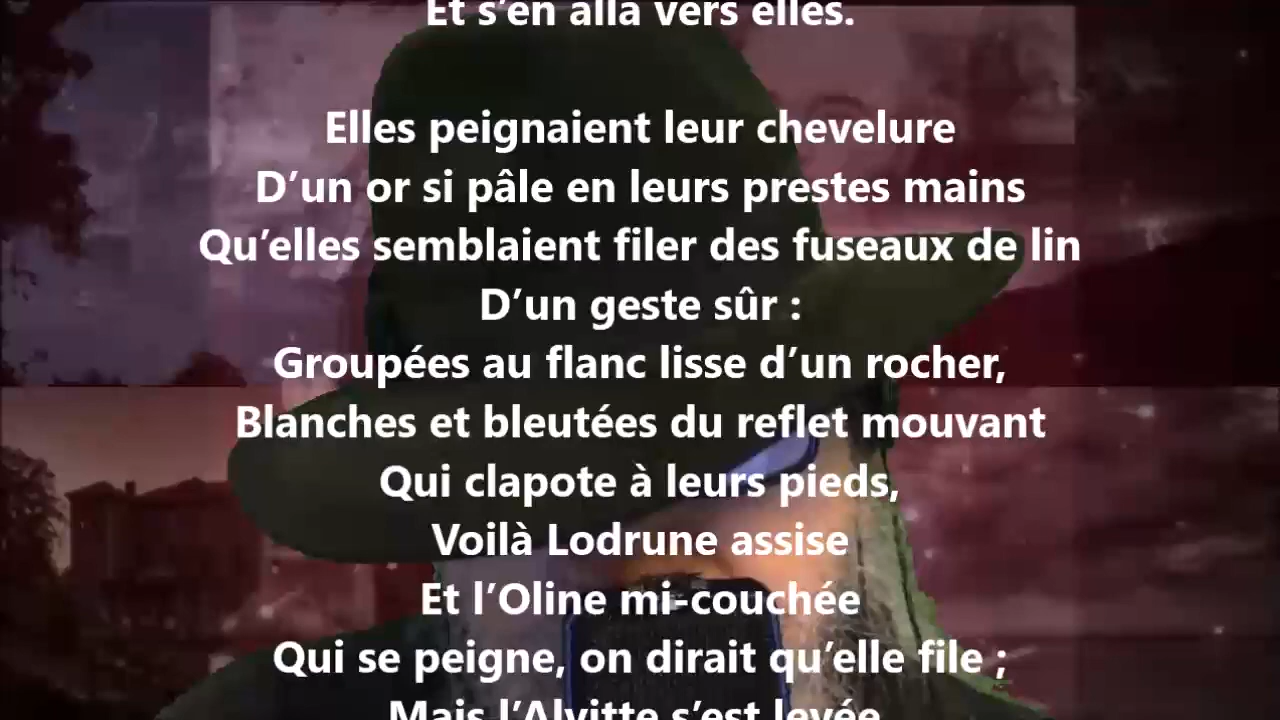 Et s’en alla vers elles.
Elles peignaient leur chevelure
D’un or si pâle en leurs prestes mains
Qu’elles semblaient filer des fuseaux de lin
D’un geste sûr :
Groupées au flanc lisse d’un rocher,
Blanches et bleutées du reflet mouvant
Qui clapote à leurs pieds,
Voilà Lodrune assise
Et l’Oline mi-couchée
Qui se peigne, on dirait qu’elle file ;
Mais l’Alvitte s’est levée